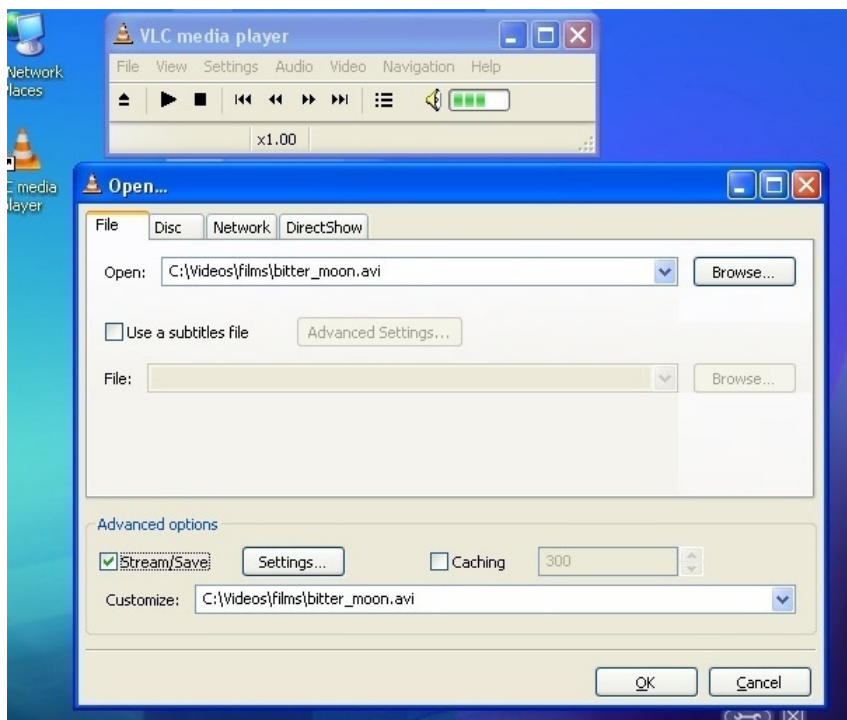 Network
laces
C media
layer
VLC media player
File View Settings Audio Video Navigation Help
x1.00
Open...
File Disc Network DirectShow
Open: C:\Videos\films\bitter_moon.avi Browse...
Use a subtitles file Advanced Settings...
File: Browse...
Advanced options
Stream/Save Settings... Caching 300
Customize: C:\Videos\films\bitter_moon.avi
OK Cancel